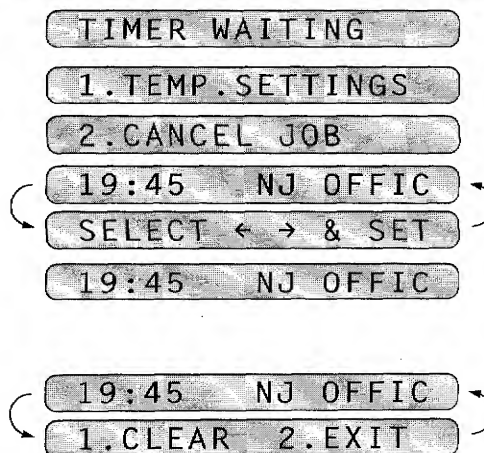 TIMER WAITING
1.TEMP.SETTINGS
2.CANCEL JOB
19:45 NJ OFFIC
SELECT ← → & SET
19:45 NJ OFFIC
19:45 NJ OFFIC
1.CLEAR 2.EXIT